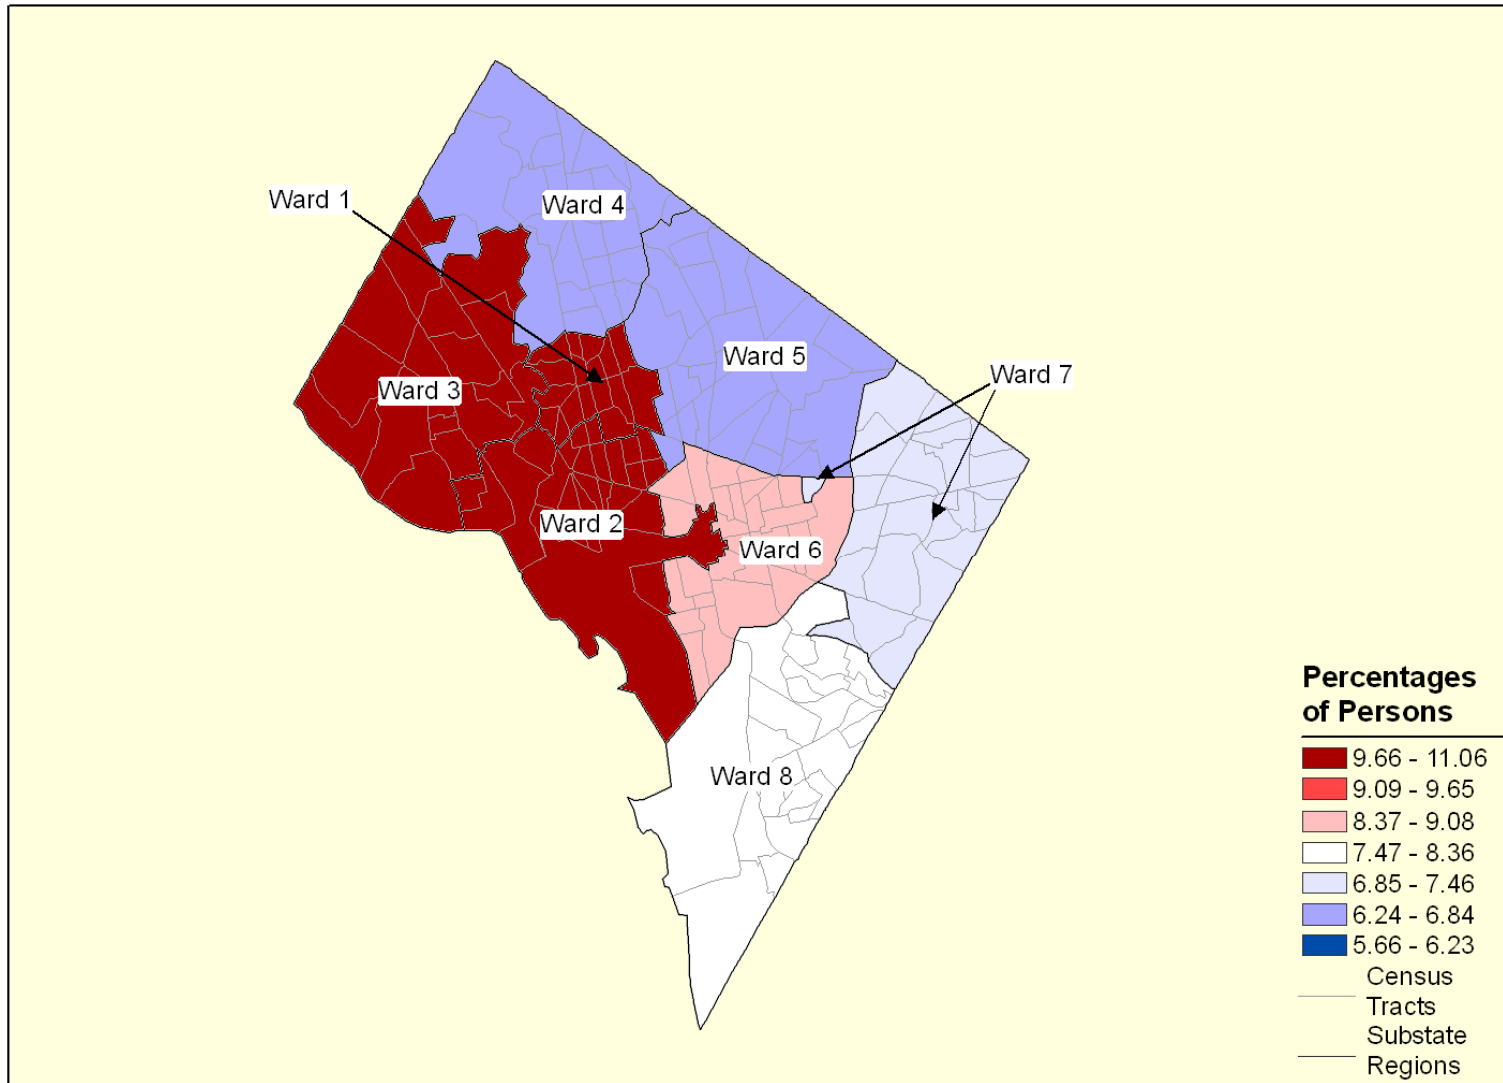 Ward 1
Ward 4
Ward 5
Ward 7
Ward 3
Ward 2
Ward 6
Ward 8
Percentages
of Persons
9.66 - 11.06
9.09 - 9.65
8.37 - 9.08
7.47 - 8.36
6.85 - 7.46
6.24 - 6.84
5.66 - 6.23
Census
Tracts
Substate
Regions